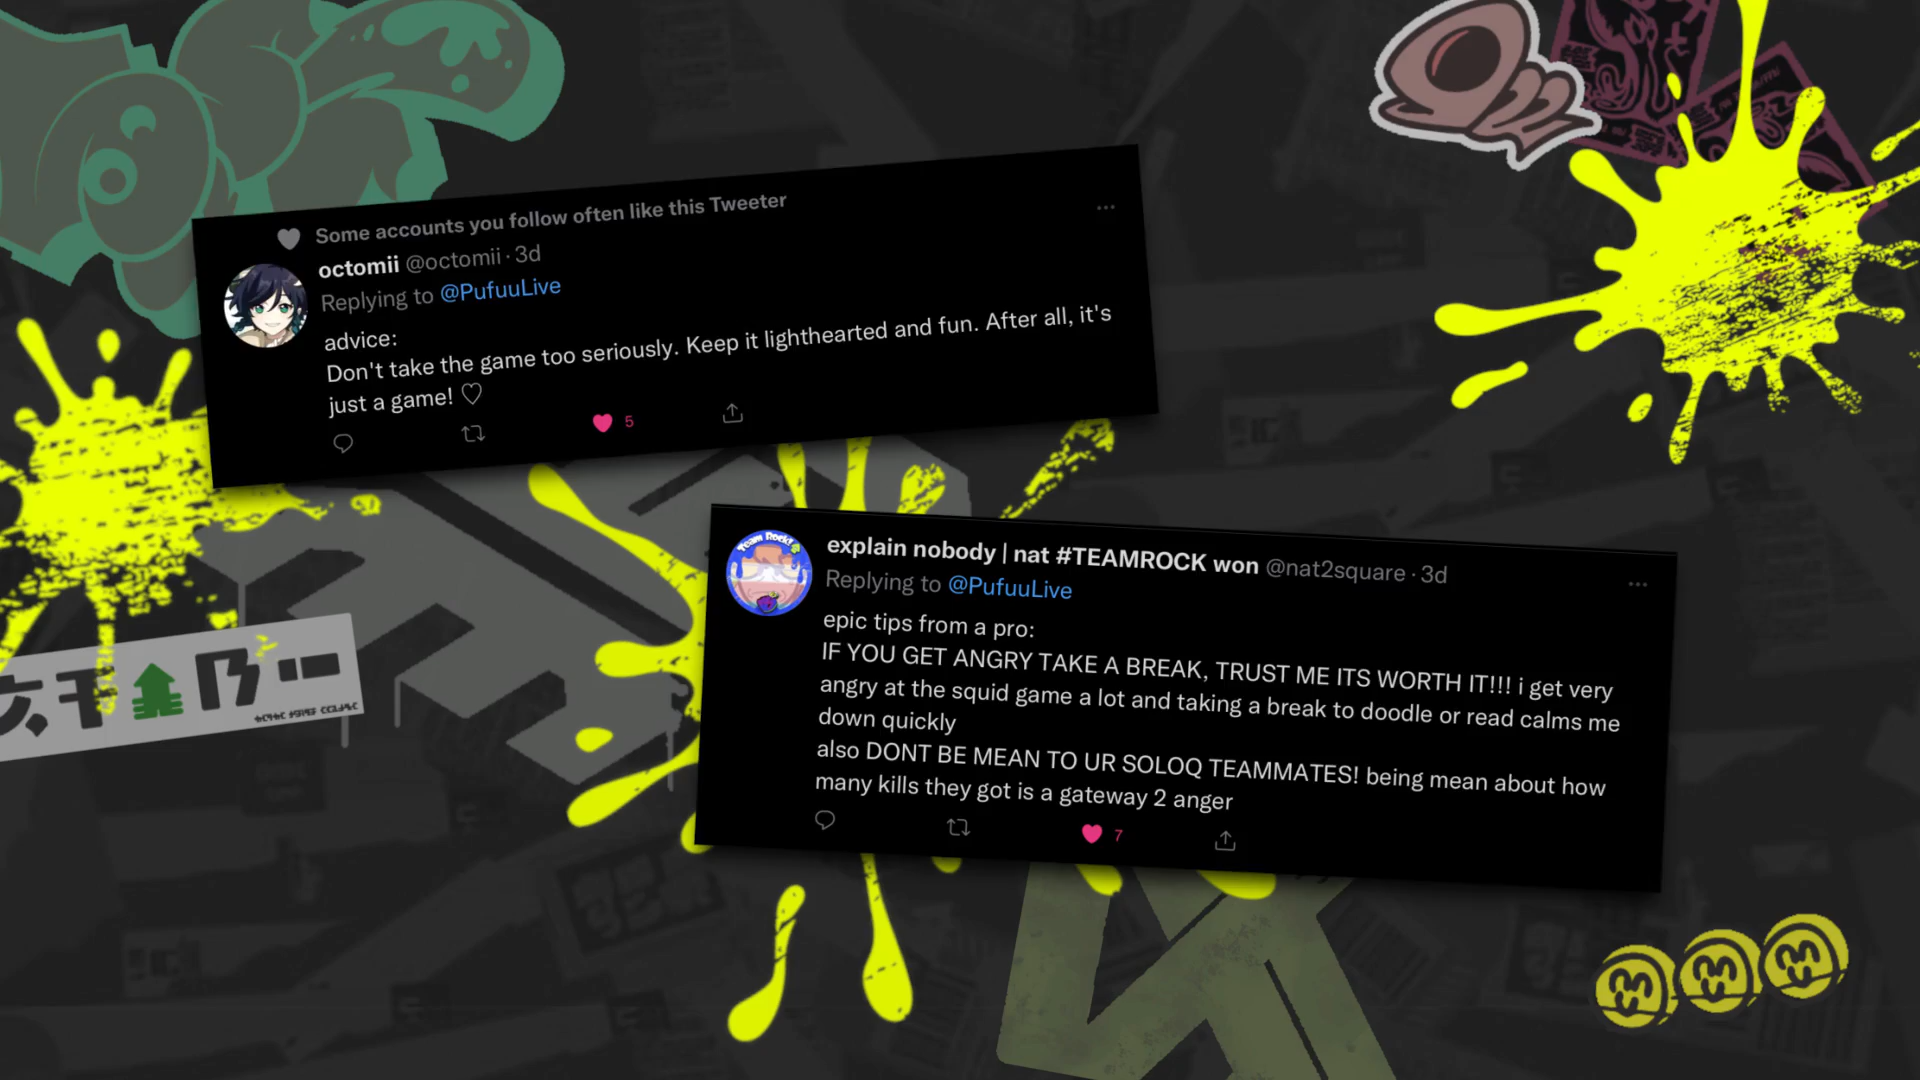 Some accounts you follow often like this Tweeter
octomii @octomii · 3d
Replying to @PufuuLive
advice:
Don't take the game too seriously. Keep it lighthearted and fun. After all, it's
just a game! ♡
5
explain nobody | nat #TEAMROCK won @nat2square · 3d
Replying to @PufuuLive
epic tips from a pro:
IF YOU GET ANGRY TAKE A BREAK, TRUST ME ITS WORTH IT!!! i get very
angry at the squid game a lot and taking a break to doodle or read calms me
down quickly
also DONT BE MEAN TO UR SOLOQ TEAMMATES! being mean about how
many kills they got is a gateway 2 anger
7
Team Rock!